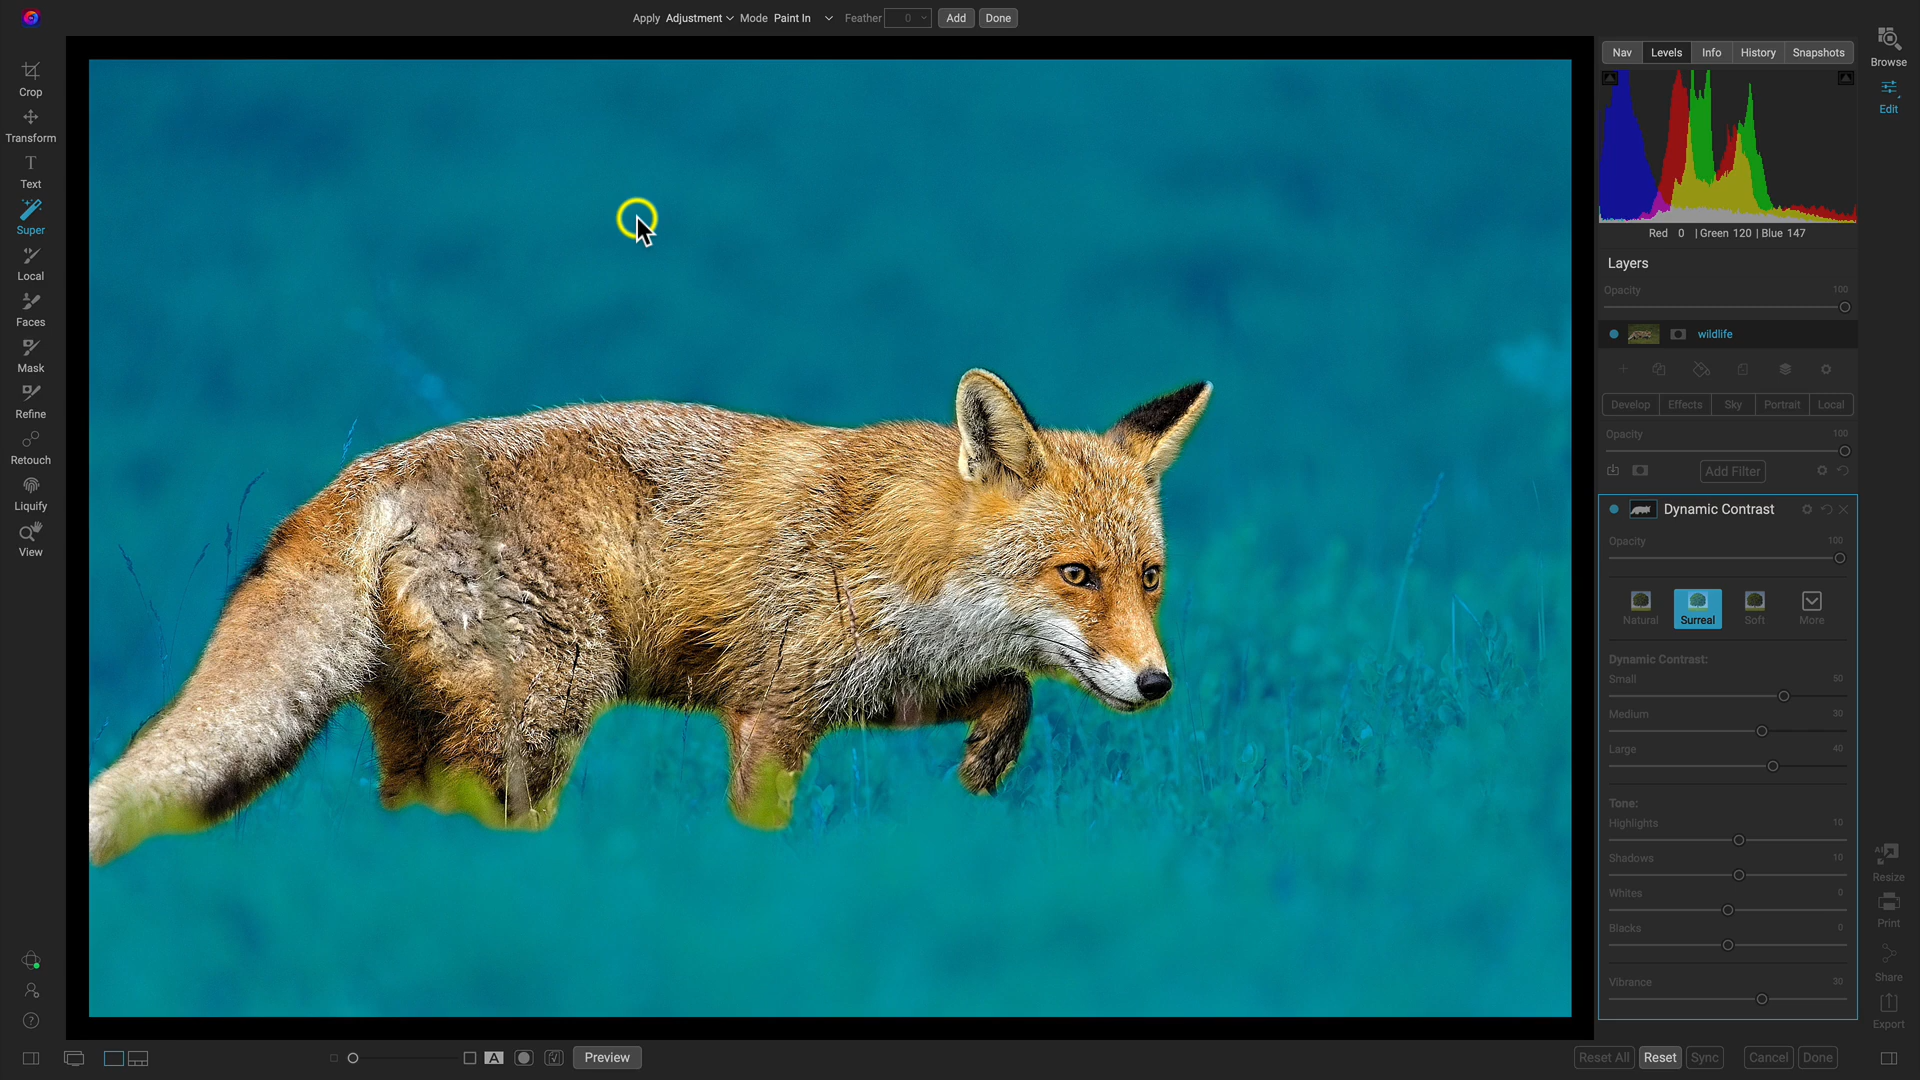 Apply Adjustment Mode Paint In Feather 0 Add Done
Crop
Transform
Text
Super
Local
Faces
Mask
Refine
Retouch
Liquify
View
Nav Levels Info History Snapshots
Red 0 | Green 120 | Blue 147
Layers
Opacity 100
wildlife
Develop Effects Sky Portrait Local
Opacity 100
Add Filter
Dynamic Contrast
Opacity 100
Natural Surreal Soft More
Dynamic Contrast:
Small 50
Medium 30
Large 40
Tone:
Highlights 10
Shadows 10
Whites 0
Blacks 0
Vibrance 30
Browse
Edit
AI
Resize
Print
Share
Export
A Preview
Reset All Reset Sync Cancel Done